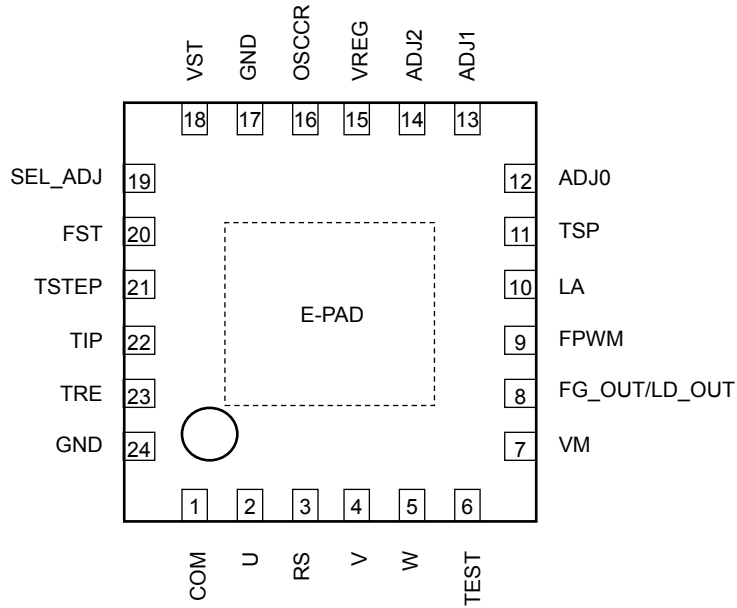 VST
GND
OSCCR
VREG
ADJ2
ADJ1
18
17
16
15
14
13
SEL_ADJ 19
12 ADJ0
FST 20
11 TSP
TSTEP 21
10 LA
E-PAD
TIP 22
9 FPWM
TRE 23
8 FG_OUT/LD_OUT
GND 24
7 VM
1
2
3
4
5
6
COM
U
RS
V
W
TEST